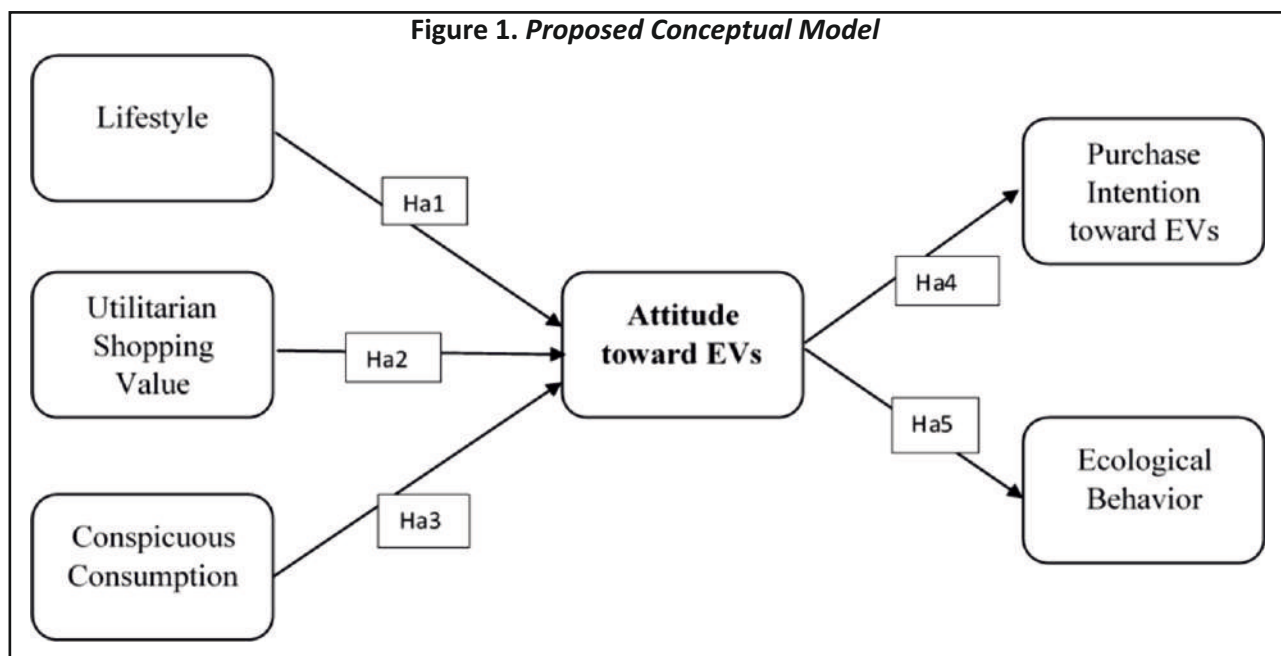 Figure 1. Proposed Conceptual Model
Lifestyle
Ha1
Utilitarian
Shopping
Value
Ha2
Conspicuous
Consumption
Ha3
Attitude
toward EVs
Ha4
Purchase
Intention
toward EVs
Ha5
Ecological
Behavior